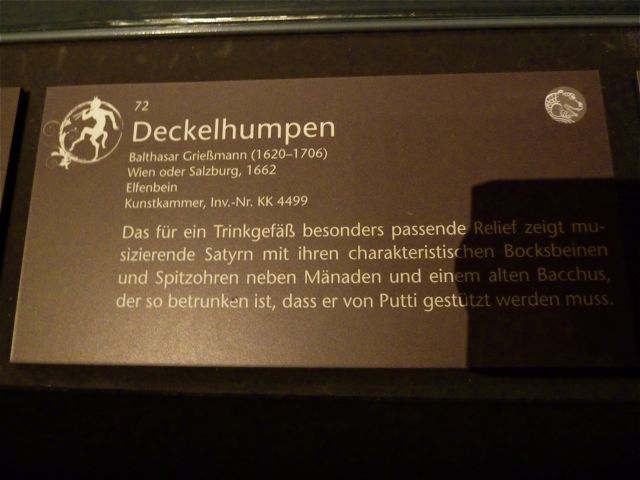 72
Deckelhumpen
Balthasar Grießmann (1620–1706)
Wien oder Salzburg, 1662
Elfenbein
Kunstkammer, Inv.-Nr. KK 4499
Das für ein Trinkgefäß besonders passende Relief zeigt mu-
sizierende Satyrn mit ihren charakteristischen Bocksbeinen
und Spitzohren neben Mänaden und einem alten Bacchus,
der so betrunken ist, dass er von Putti gestützt werden muss.